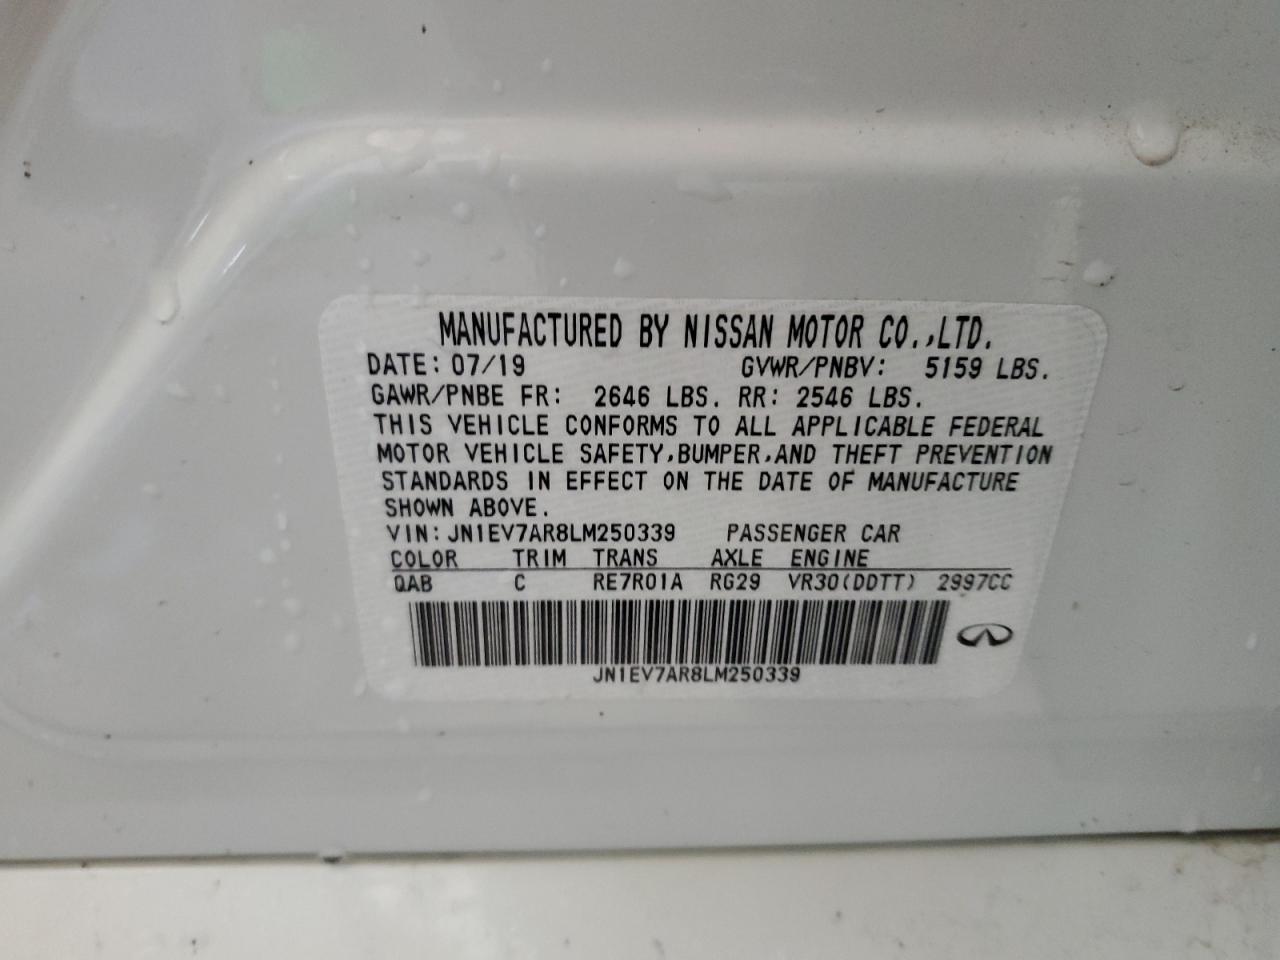 MANUFACTURED BY NISSAN MOTOR CO.,LTD.
DATE: 07/19 GVWR/PNBV: 5159 LBS.
GAWR/PNBE FR: 2646 LBS. RR: 2546 LBS.
THIS VEHICLE CONFORMS TO ALL APPLICABLE FEDERAL
MOTOR VEHICLE SAFETY,BUMPER,AND THEFT PREVENTION
STANDARDS IN EFFECT ON THE DATE OF MANUFACTURE
SHOWN ABOVE.
VIN: JN1EV7AR8LM250339 PASSENGER CAR
COLOR TRIM TRANS AXLE ENGINE
QAB C RE7R01A RG29 VR30(DDTT) 2997CC
JN1EV7AR8LM250339